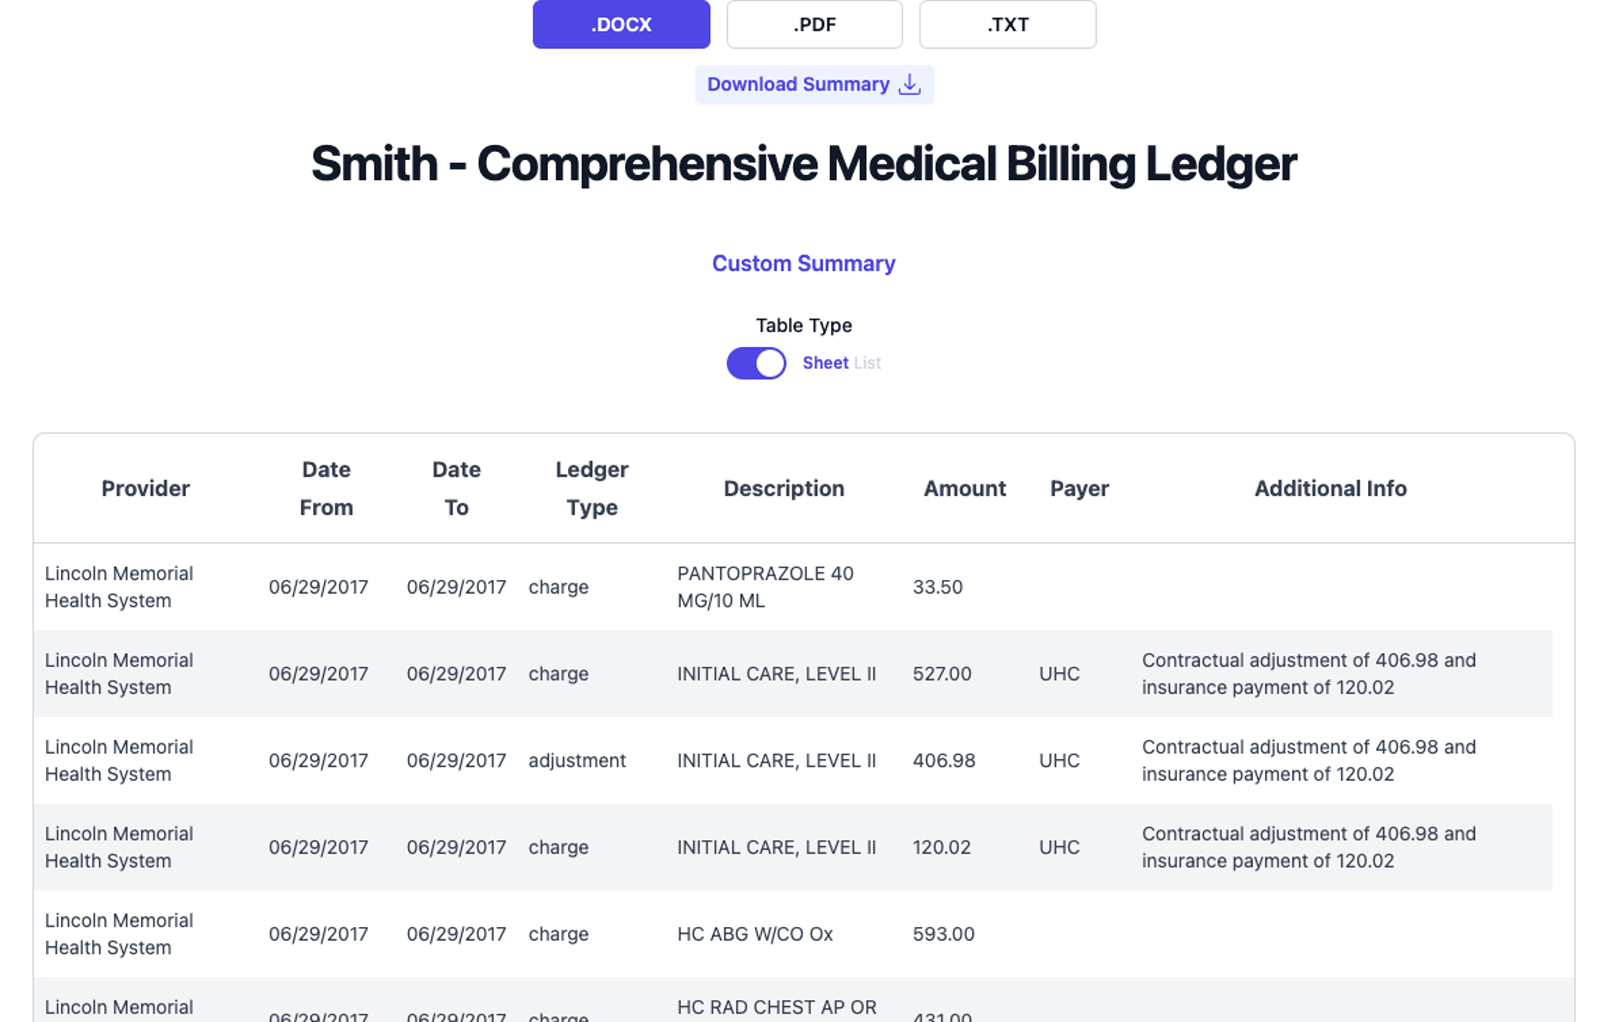 .DOCX .PDF .TXT
Download Summary
Smith - Comprehensive Medical Billing Ledger
Custom Summary
Table Type
Sheet List
Provider Date From Date To Ledger Type Description Amount Payer Additional Info
Lincoln Memorial Health System 06/29/2017 06/29/2017 charge PANTOPRAZOLE 40 MG/10 ML 33.50
Lincoln Memorial Health System 06/29/2017 06/29/2017 charge INITIAL CARE, LEVEL II 527.00 UHC Contractual adjustment of 406.98 and insurance payment of 120.02
Lincoln Memorial Health System 06/29/2017 06/29/2017 adjustment INITIAL CARE, LEVEL II 406.98 UHC Contractual adjustment of 406.98 and insurance payment of 120.02
Lincoln Memorial Health System 06/29/2017 06/29/2017 charge INITIAL CARE, LEVEL II 120.02 UHC Contractual adjustment of 406.98 and insurance payment of 120.02
Lincoln Memorial Health System 06/29/2017 06/29/2017 charge HC ABG W/CO Ox 593.00
Lincoln Memorial 06/29/2017 06/29/2017 charge HC RAD CHEST AP OR 431.00